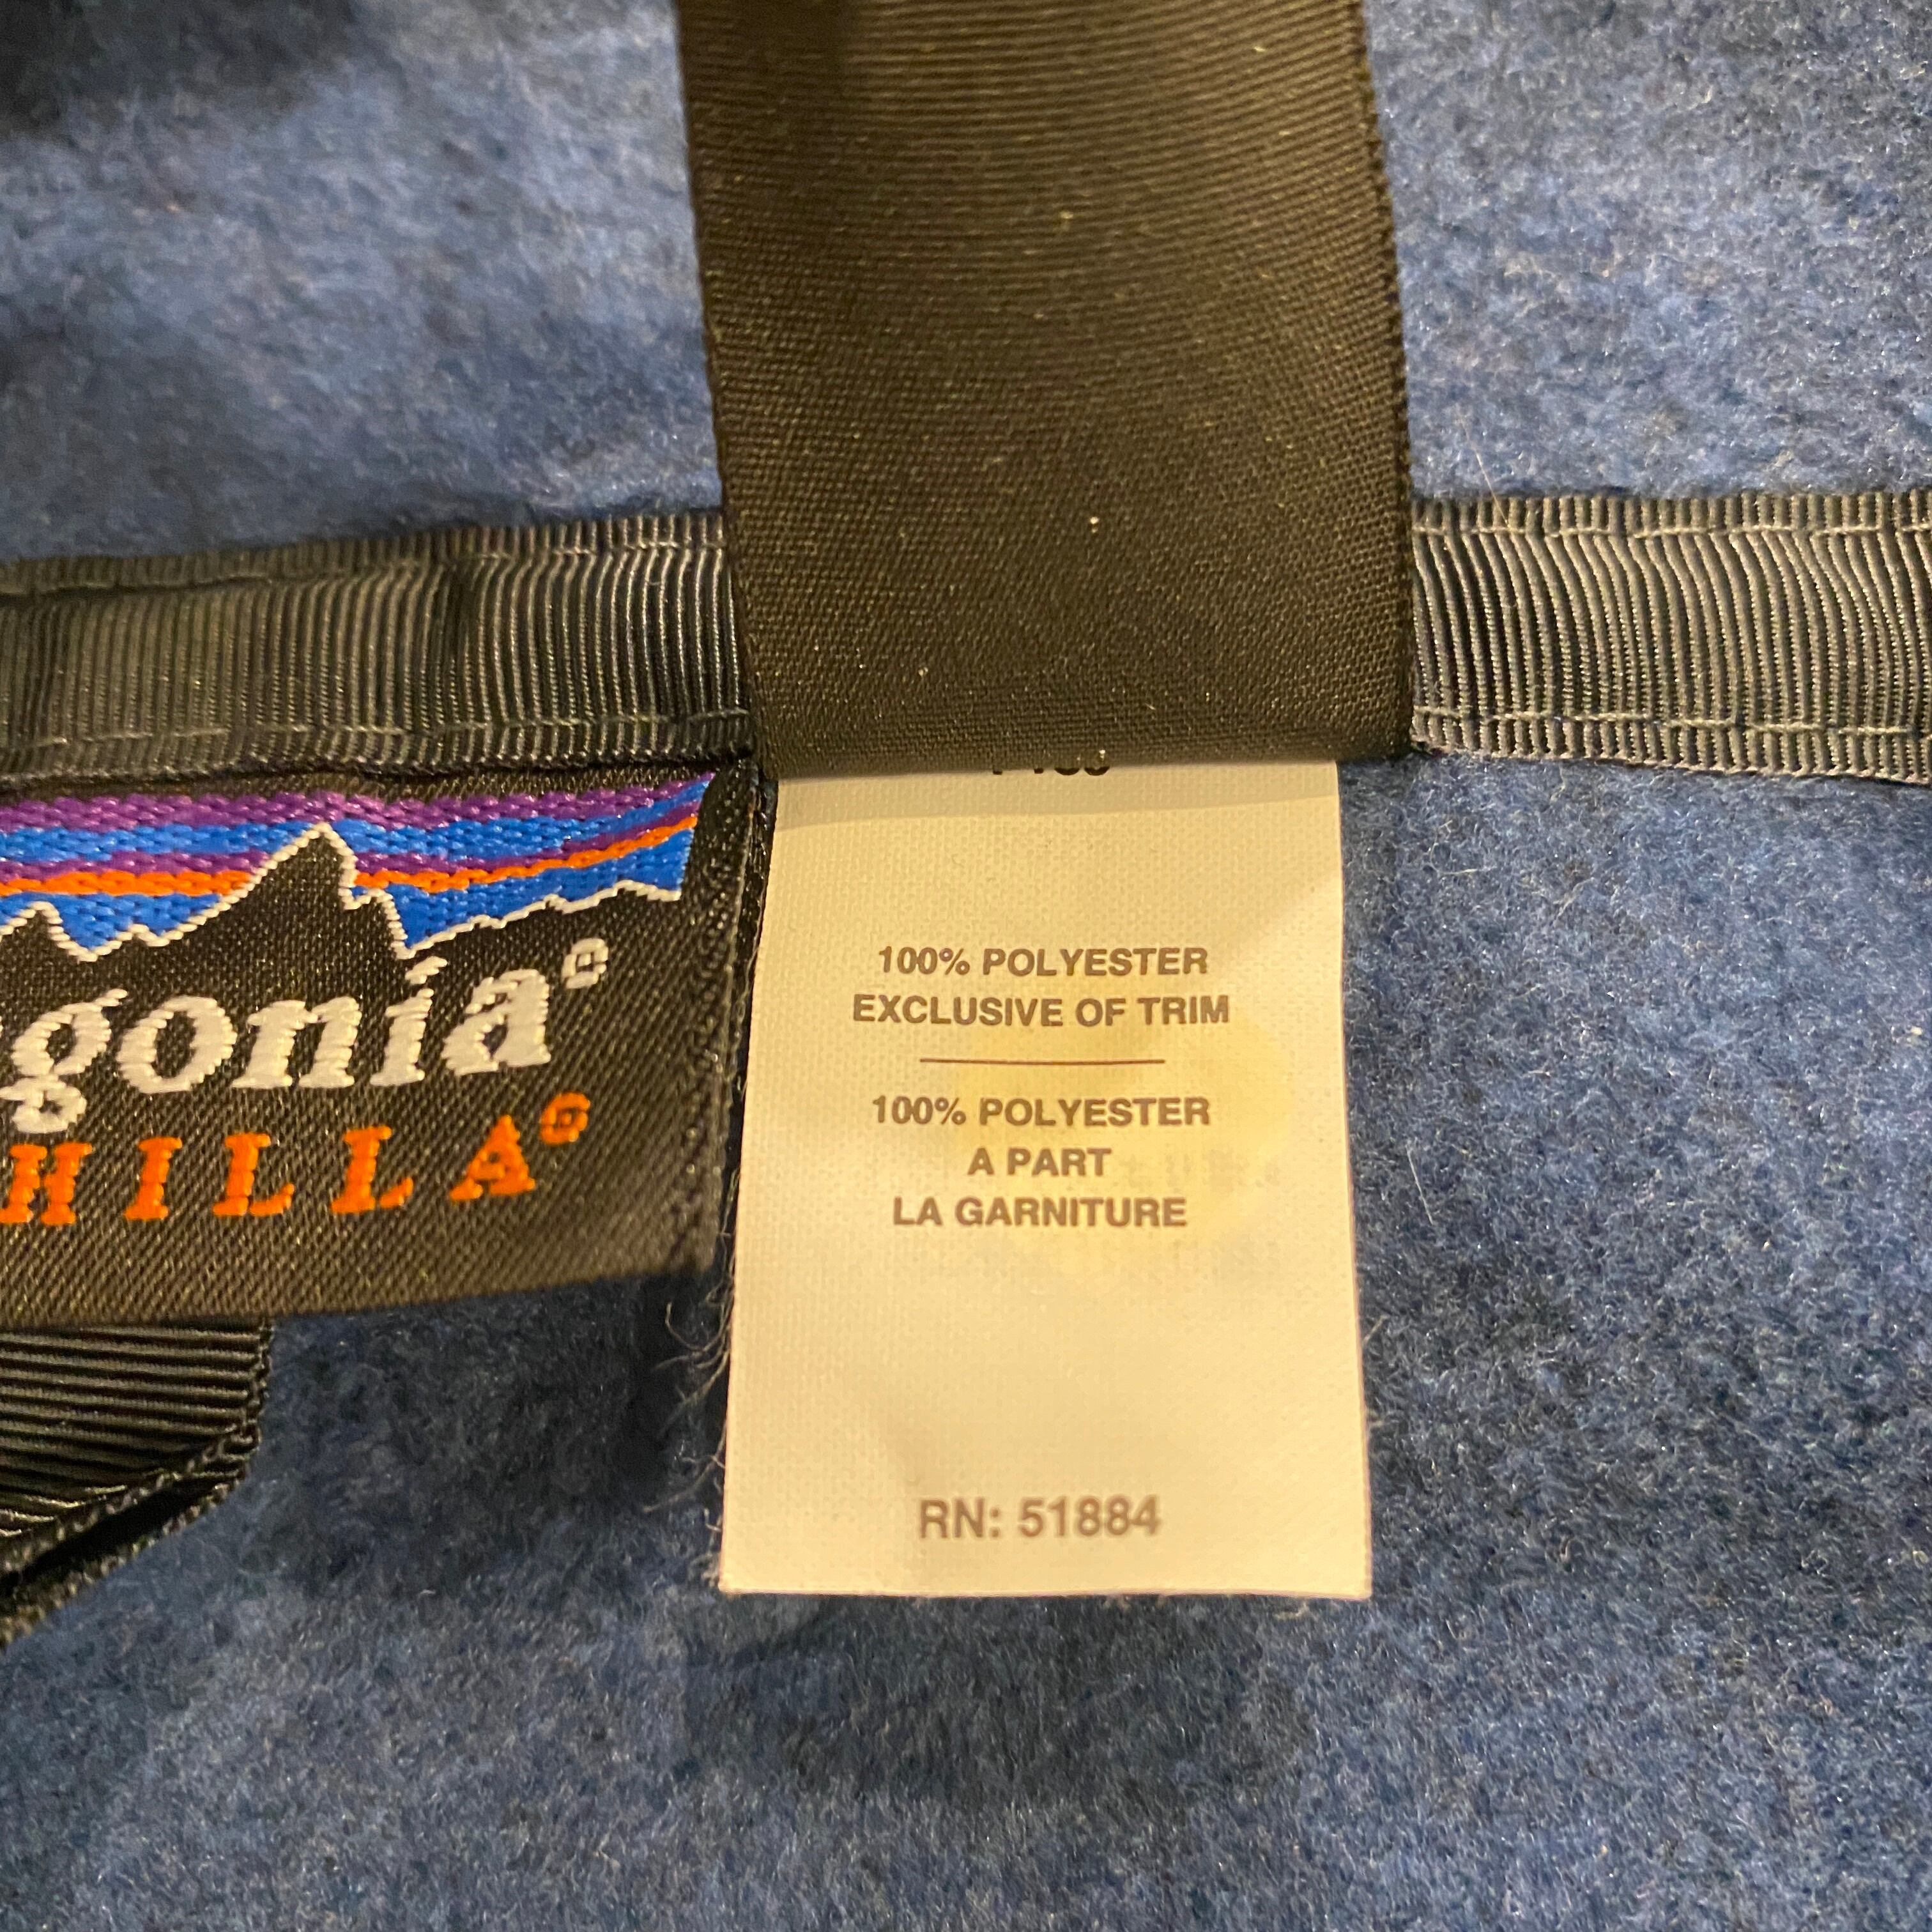 gonia®
HILLA®
100% POLYESTER
EXCLUSIVE OF TRIM
100% POLYESTER
A PART
LA GARNITURE
RN: 51884